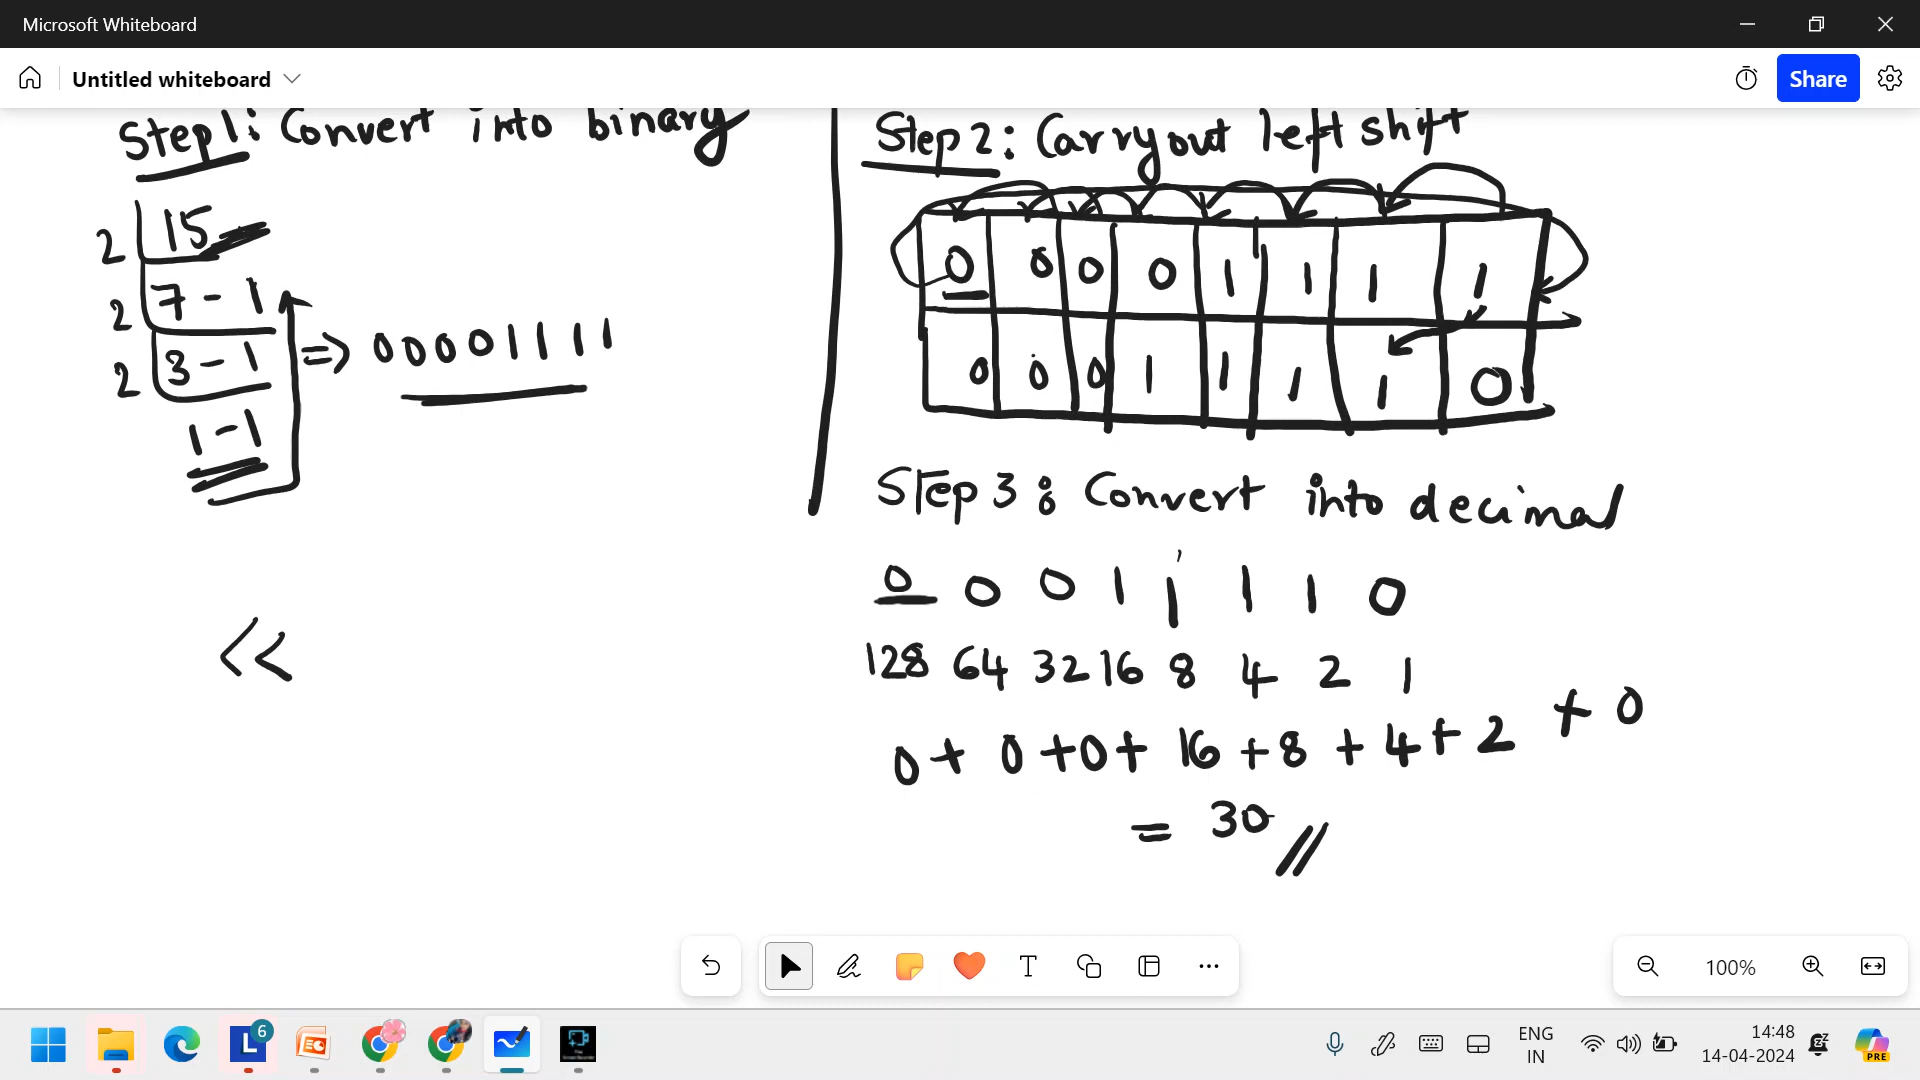 Microsoft Whiteboard
Untitled whiteboard
Share
Step 1: Convert into binary
2 15
2 7 - 1
2 3 - 1
1 - 1
=> 00001111
<<
Step 2: Carryout left shift
0 0 0 0 1 1 1 1
0 0 0 1 1 1 1 0
Step 3: Convert into decimal
0 0 0 1 1 1 1 0
128 64 32 16 8 4 2 1
0 + 0 + 0 + 16 + 8 + 4 + 2 + 0
= 30 //
T
100%
L 6
ENG
IN
14:48
14-04-2024
PRE